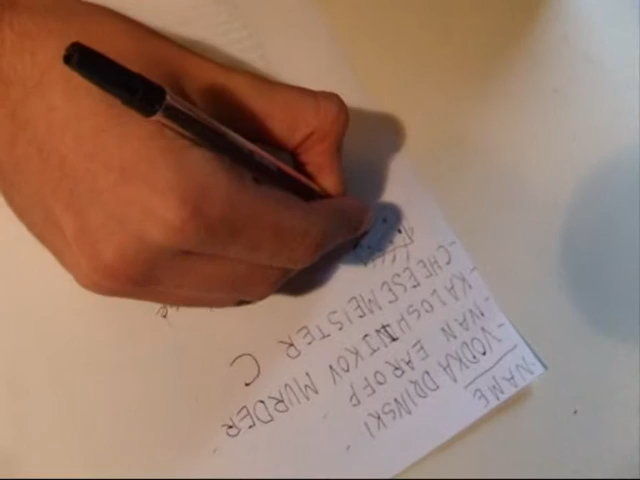 NAME
- VODKA DRINSKI
- IVAN EAROFF
- KALOSHNIKOV MURDER
- CHEESEMEISTER C